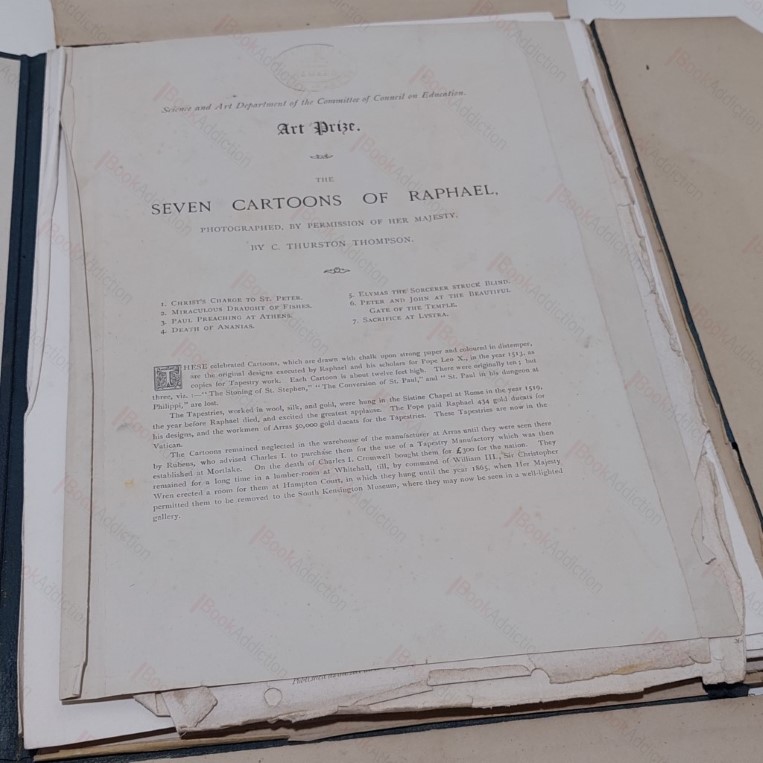 Science and Art Department of the Committee of Council on Education.
Art Prize.
THE
SEVEN CARTOONS OF RAPHAEL,
PHOTOGRAPHED, BY PERMISSION OF HER MAJESTY,
BY C. THURSTON THOMPSON.
1. CHRIST'S CHARGE TO ST. PETER.
2. MIRACULOUS DRAUGHT OF FISHES.
3. PAUL PREACHING AT ATHENS.
4. DEATH OF ANANIAS.
5. ELYMAS THE SORCERER STRUCK BLIND.
6. PETER AND JOHN AT THE BEAUTIFUL
GATE OF THE TEMPLE.
7. SACRIFICE AT LYSTRA.
THESE celebrated Cartoons, which are drawn with chalk upon strong paper and coloured in distemper,
are the original designs executed by Raphael and his scholars for Pope Leo X., in the year 1513, as
copies for Tapestry work. Each Cartoon is about twelve feet high. There were originally ten; but
three, viz. :—"The Stoning of St. Stephen," "The Conversion of St. Paul," and "St. Paul in his dungeon at
Philippi," are lost.
The Tapestries, worked in wool, silk, and gold, were hung in the Sistine Chapel at Rome in the year 1519,
the year before Raphael died, and excited the greatest applause. The Pope paid Raphael 434 gold ducats for
his designs, and the workmen of Arras 50,000 gold ducats for the Tapestries. These Tapestries are now in the
Vatican.
The Cartoons remained neglected in the warehouse of the manufacturer at Arras until they were seen there
by Rubens, who advised Charles I. to purchase them for the use of a Tapestry Manufactory which was then
established at Mortlake. On the death of Charles I. Cromwell bought them for £300 for the nation. They
remained for a long time in a lumber-room at Whitehall, till, by command of William III., Sir Christopher
Wren erected a room for them at Hampton Court, in which they hung until the year 1865, when Her Majesty
permitted them to be removed to the South Kensington Museum, where they may now be seen in a well-lighted
gallery.
BookAddiction